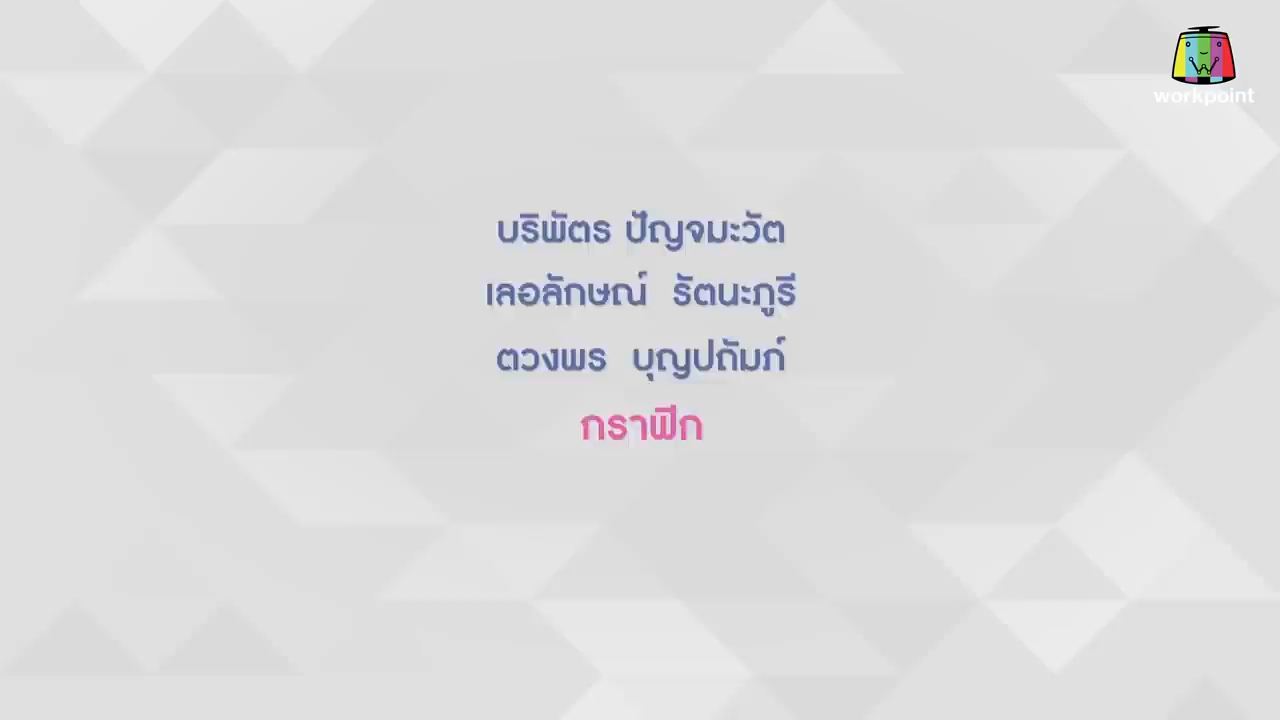 workpoint
บริพัตร ปัญจมะวัต
เลอลักษณ์ รัตนะภูรี
ตวงพร บุญปถัมภ์
กราฟิก